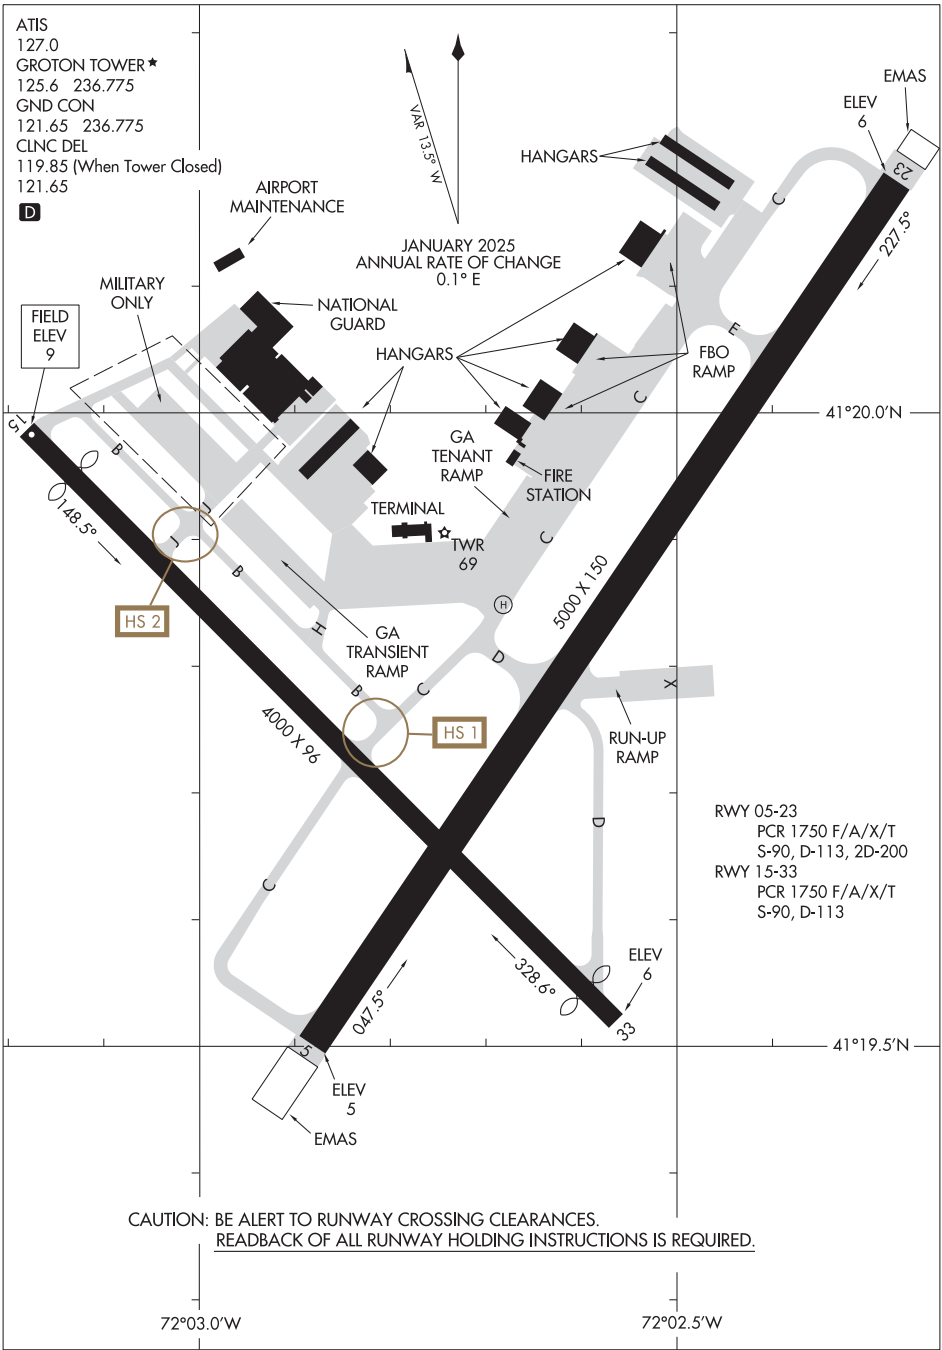 ATIS
127.0
GROTON TOWER★
125.6 236.775
GND CON
121.65 236.775
CLNC DEL
119.85 (When Tower Closed)
121.65
D
VAR 13.5° W
JANUARY 2025
ANNUAL RATE OF CHANGE
0.1° E
EMAS
ELEV
6
23
227.5°
HANGARS
C
AIRPORT
MAINTENANCE
MILITARY
ONLY
NATIONAL
GUARD
FIELD
ELEV
9
HANGARS
E
FBO
RAMP
C
41°20.0'N
15
B
148.5°
GA
TENANT
RAMP
FIRE
STATION
TERMINAL
TWR
69
C
J
J
B
HS 2
H
H
5000 X 150
GA
TRANSIENT
RAMP
D
B
C
X
HS 1
RUN-UP
RAMP
4000 X 96
D
RWY 05-23
PCR 1750 F/A/X/T
S-90, D-113, 2D-200
RWY 15-33
PCR 1750 F/A/X/T
S-90, D-113
C
328.6°
ELEV
6
33
047.5°
5
41°19.5'N
ELEV
5
EMAS
CAUTION: BE ALERT TO RUNWAY CROSSING CLEARANCES.
READBACK OF ALL RUNWAY HOLDING INSTRUCTIONS IS REQUIRED.
72°03.0'W
72°02.5'W